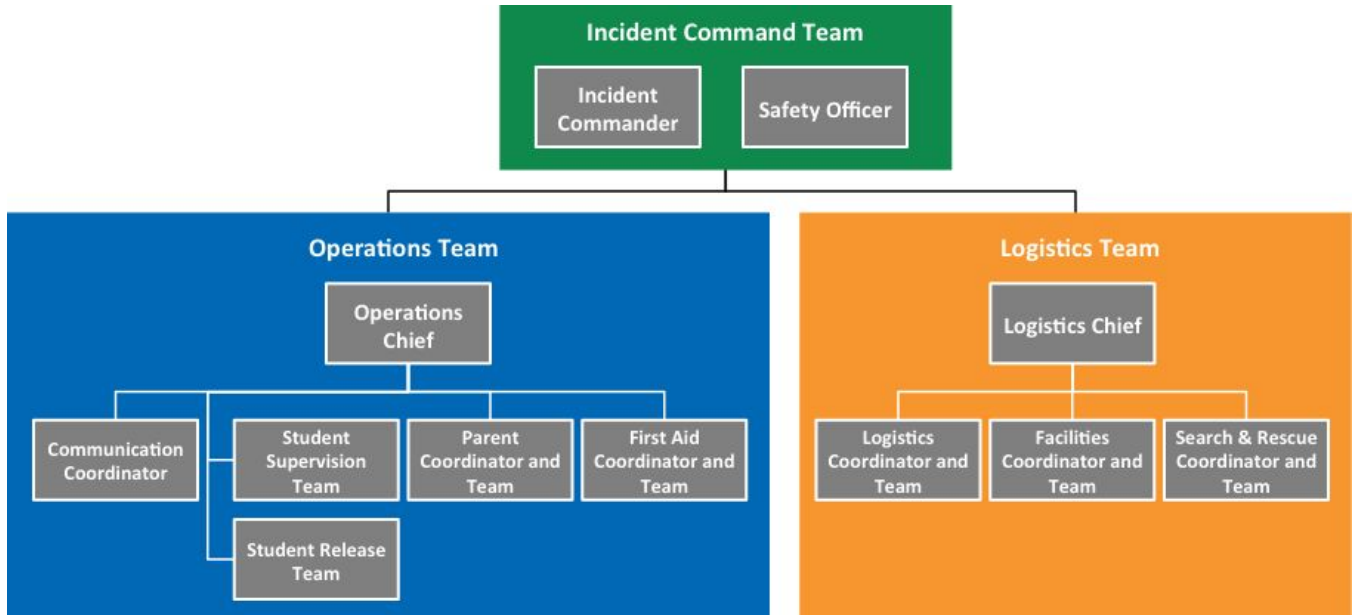 Incident Command Team
Incident
Commander
Safety Officer
Operations Team
Operations
Chief
Communication
Coordinator
Student
Supervision
Team
Parent
Coordinator and
Team
First Aid
Coordinator and
Team
Student Release
Team
Logistics Team
Logistics Chief
Logistics
Coordinator and
Team
Facilities
Coordinator and
Team
Search & Rescue
Coordinator and
Team